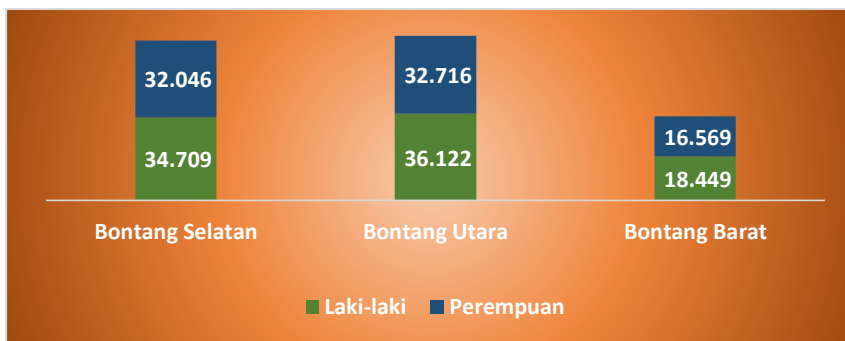 32.046 32.716
34.709 36.122 16.569
18.449
Bontang Selatan Bontang Utara Bontang Barat
Laki-laki Perempuan